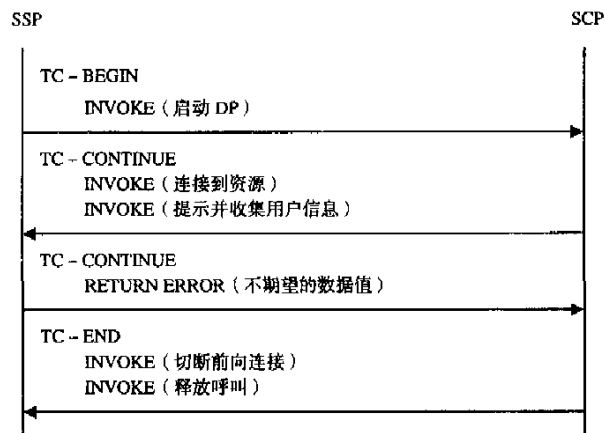 SSP
SCP
TC – BEGIN
INVOKE（启动 DP）
TC – CONTINUE
INVOKE（连接到资源）
INVOKE（提示并收集用户信息）
TC – CONTINUE
RETURN ERROR（不期望的数据值）
TC – END
INVOKE（切断前向连接）
INVOKE（释放呼叫）